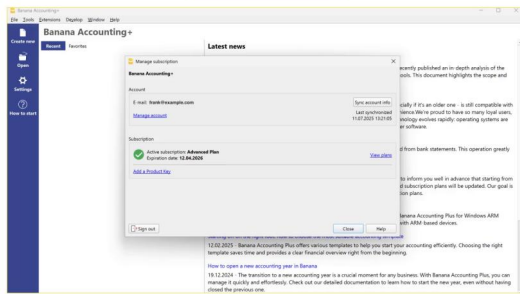 Banana Accounting+
File Tools Extensions Desktop Window Help
Banana Accounting+
Create new
Open
Settings
How to start
Recent Favorites
Latest news
recently published an in-depth analysis of the
ools. This document highlights the scope and
cially if it's an older one - is still compatible with
ience.We're proud to have so many loyal users,
nology evolves rapidly: operating systems are
er software.
d from bank statements. This operation greatly
to inform you well in advance that starting from
d subscription plans will be updated. Our goal is
ion plans.
anana Accounting Plus for Windows ARM
with ARM-based devices.
12.02.2025 - Banana Accounting Plus offers various templates to help you start your accounting efficiently. Choosing the right
template saves time and provides a clear financial overview right from the beginning.
How to open a new accounting year in Banana
19.12.2024 - The transition to a new accounting year is a crucial moment for any business. With Banana Accounting Plus, you can
manage it quickly and effortlessly. Check out our detailed documentation to learn how to start the new year, even without having
closed the previous one.
Manage subscription
Banana Accounting+
Account
E-mail: frank@example.com
Sync account info
Manage account
Last synchronized
11.07.2025 13:21:05
Subscription
Active subscription: Advanced Plan
Expiration date: 12.04.2026
View plans
Add a Product Key
Sign out
Close
Help